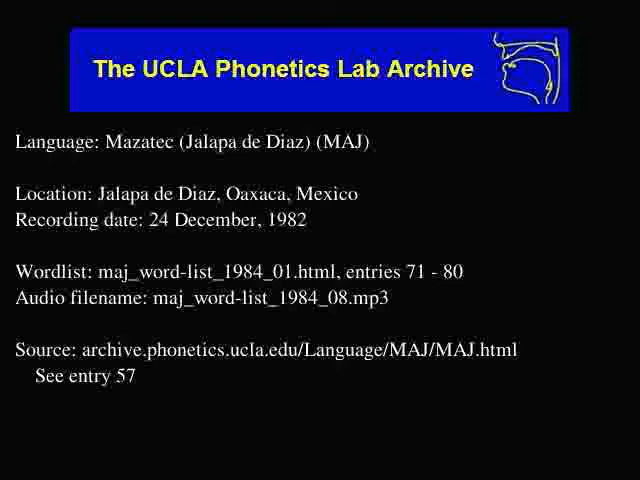 The UCLA Phonetics Lab Archive
Language: Mazatec (Jalapa de Diaz) (MAJ)
Location: Jalapa de Diaz, Oaxaca, Mexico
Recording date: 24 December, 1982
Wordlist: maj_word-list_1984_01.html, entries 71 - 80
Audio filename: maj_word-list_1984_08.mp3
Source: archive.phonetics.ucla.edu/Language/MAJ/MAJ.html
See entry 57